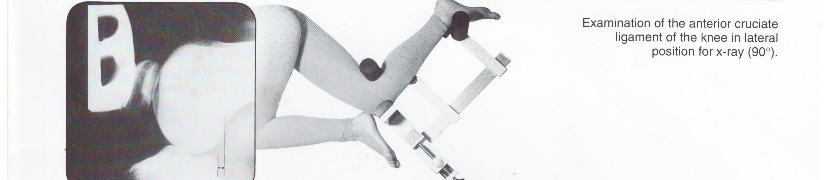 B
Examination of the anterior cruciate
ligament of the knee in lateral
position for x-ray (90°).